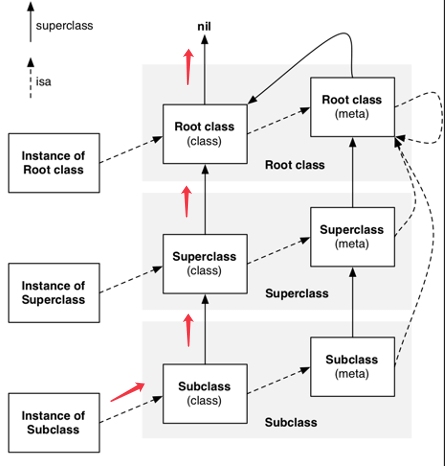 superclass
nil
isa
Root class
(meta)
Root class
(class)
Instance of
Root class
Root class
Superclass
(meta)
Superclass
(class)
Instance of
Superclass
Superclass
Subclass
(meta)
Subclass
(class)
Instance of
Subclass
Subclass